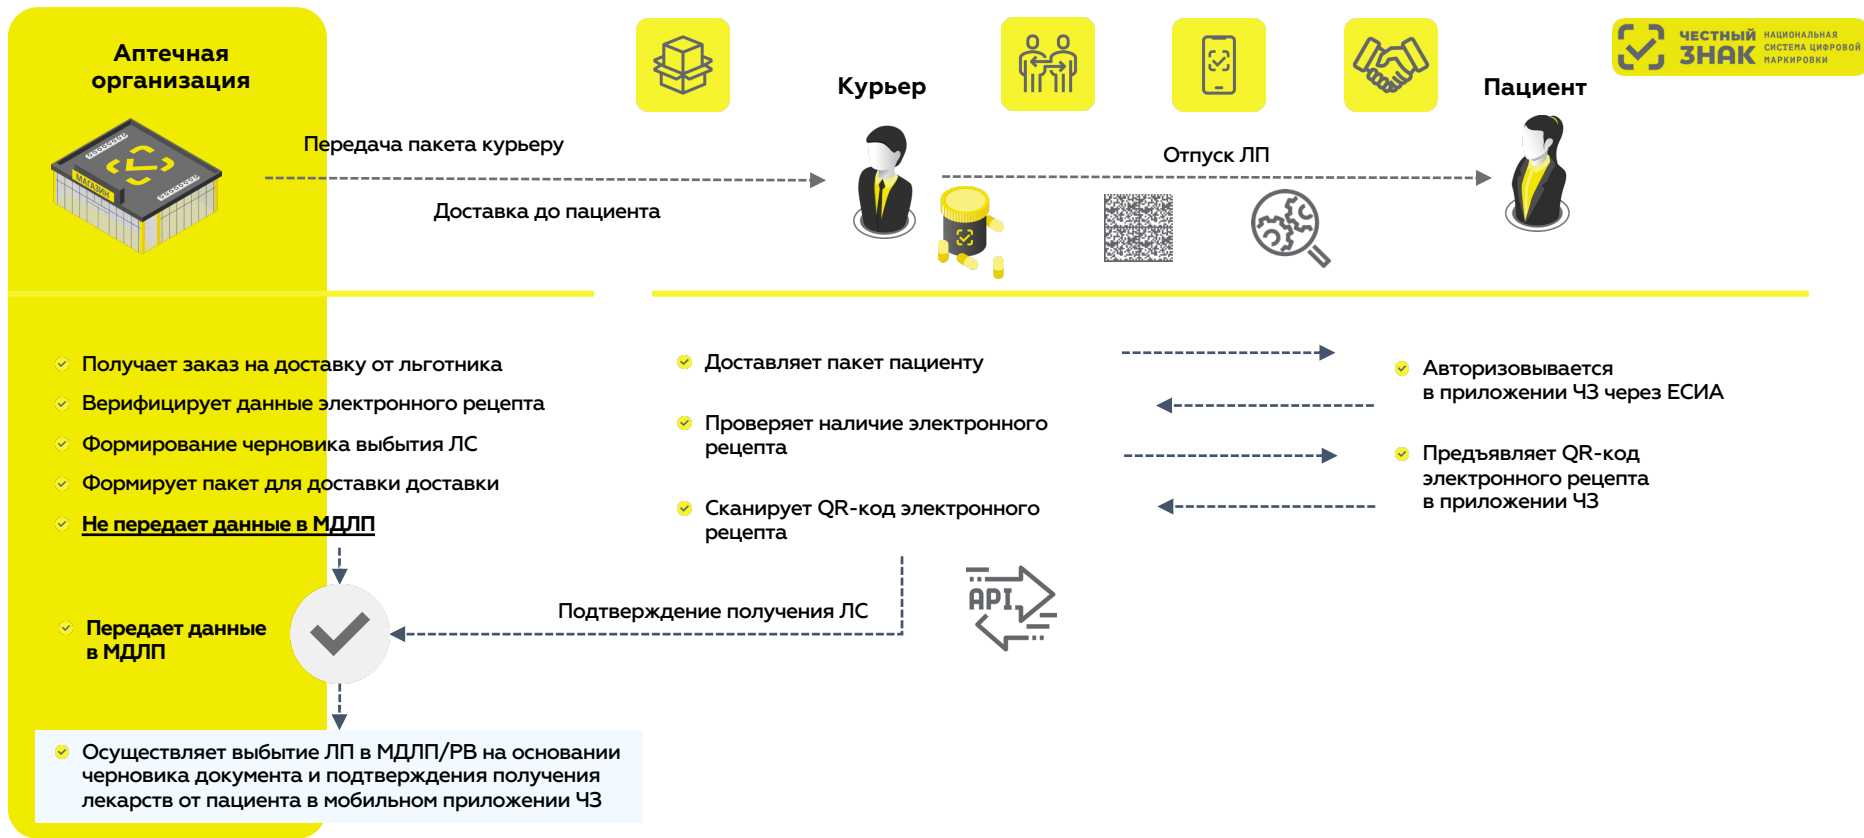 Аптечная
организация
Передача пакета курьеру
Доставка до пациента
МАГАЗИН
Курьер
Отпуск ЛП
Пациент
ЧЕСТНЫЙ
ЗНАК
НАЦИОНАЛЬНАЯ
СИСТЕМА ЦИФРОВОЙ
МАРКИРОВКИ
Получает заказ на доставку от льготника
Верифицирует данные электронного рецепта
Формирование черновика выбытия ЛС
Формирует пакет для доставки доставки
Не передает данные в МДЛП
Передает данные
в МДЛП
Осуществляет выбытие ЛП в МДЛП/РВ на основании
черновика документа и подтверждения получения
лекарств от пациента в мобильном приложении ЧЗ
Доставляет пакет пациенту
Проверяет наличие электронного
рецепта
Сканирует QR-код электронного
рецепта
Подтверждение получения ЛС
API
Авторизовывается
в приложении ЧЗ через ЕСИА
Предъявляет QR-код
электронного рецепта
в приложении ЧЗ